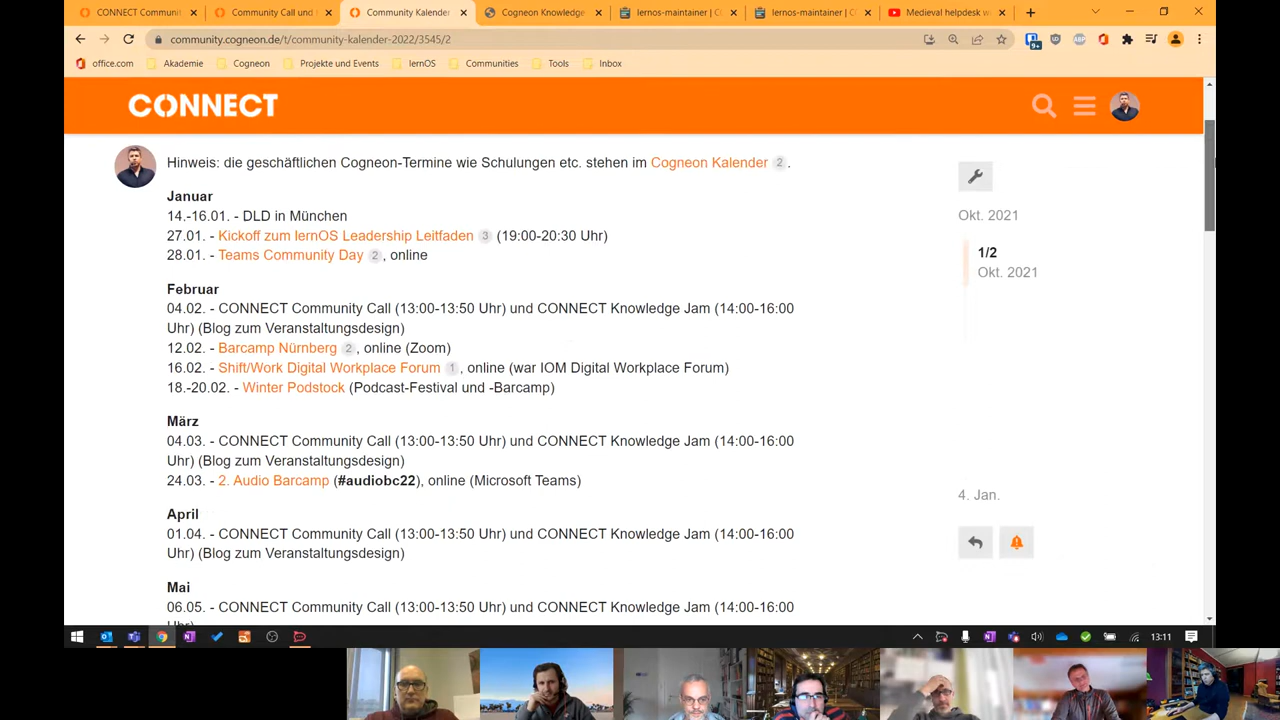 CONNECT Communit
Community Call und
Community Kalender
Cogneon Knowledge
lernos-maintainer | C
lernos-maintainer | C
Medieval helpdesk w
community.cogneon.de/t/community-kalender-2022/3545/2
9+
office.com
Akademie
Cogneon
Projekte und Events
lernOS
Communities
Tools
Inbox
CONNECT
Hinweis: die geschäftlichen Cogneon-Termine wie Schulungen etc. stehen im Cogneon Kalender 2 .
Januar
14.-16.01. - DLD in München
27.01. - Kickoff zum lernOS Leadership Leitfaden 3 (19:00-20:30 Uhr)
28.01. - Teams Community Day 2 , online
Februar
04.02. - CONNECT Community Call (13:00-13:50 Uhr) und CONNECT Knowledge Jam (14:00-16:00
Uhr) (Blog zum Veranstaltungsdesign)
12.02. - Barcamp Nürnberg 2 , online (Zoom)
16.02. - Shift/Work Digital Workplace Forum 1 , online (war IOM Digital Workplace Forum)
18.-20.02. - Winter Podstock (Podcast-Festival und -Barcamp)
März
04.03. - CONNECT Community Call (13:00-13:50 Uhr) und CONNECT Knowledge Jam (14:00-16:00
Uhr) (Blog zum Veranstaltungsdesign)
24.03. - 2. Audio Barcamp (#audiobc22), online (Microsoft Teams)
April
01.04. - CONNECT Community Call (13:00-13:50 Uhr) und CONNECT Knowledge Jam (14:00-16:00
Uhr) (Blog zum Veranstaltungsdesign)
Mai
06.05. - CONNECT Community Call (13:00-13:50 Uhr) und CONNECT Knowledge Jam (14:00-16:00
Okt. 2021
1/2
Okt. 2021
4. Jan.
13:11